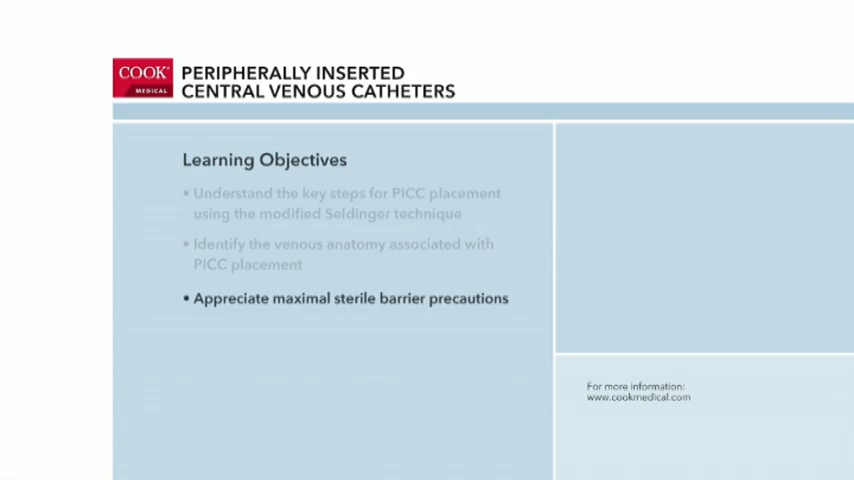 COOK®
MEDICAL
PERIPHERALLY INSERTED
CENTRAL VENOUS CATHETERS
Learning Objectives
• Understand the key steps for PICC placement
using the modified Seldinger technique
• Identify the venous anatomy associated with
PICC placement
• Appreciate maximal sterile barrier precautions
For more information:
www.cookmedical.com